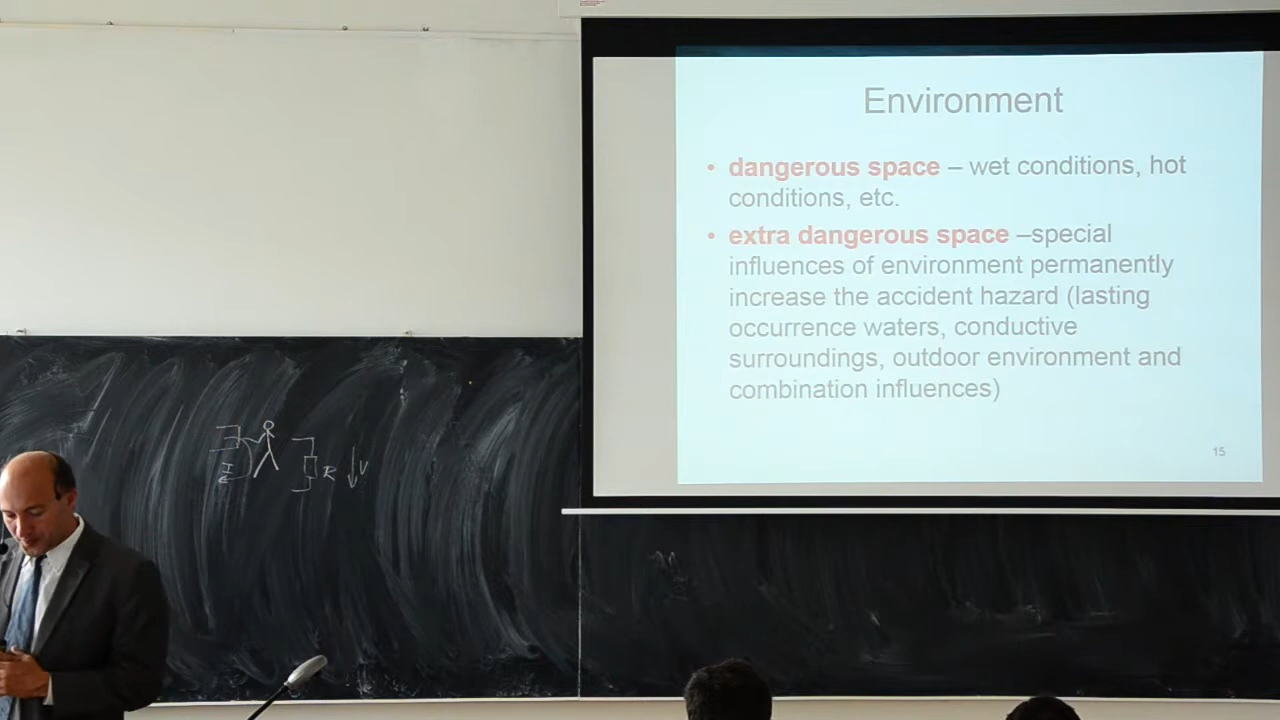 Environment
• dangerous space – wet conditions, hot
conditions, etc.
• extra dangerous space –special
influences of environment permanently
increase the accident hazard (lasting
occurrence waters, conductive
surroundings, outdoor environment and
combination influences)
15
I
R
V